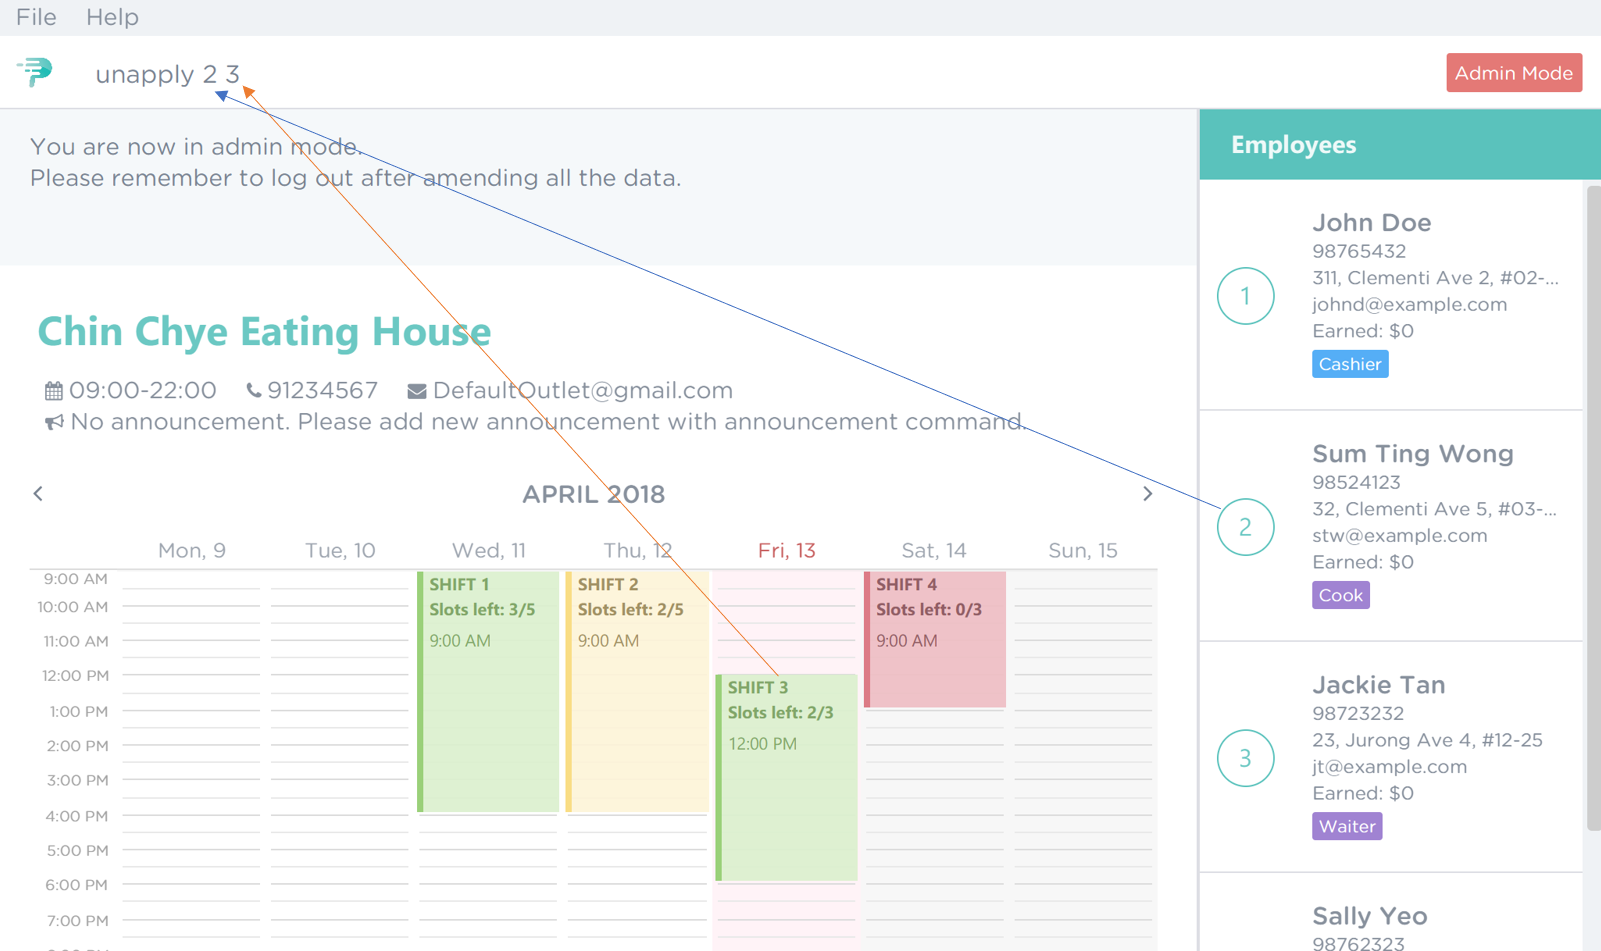 File Help
unapply 2 3
Admin Mode
You are now in admin mode.
Please remember to log out after amending all the data.
Chin Chye Eating House
09:00-22:00 91234567 DefaultOutlet@gmail.com
No announcement. Please add new announcement with announcement command.
APRIL 2018
Mon, 9 Tue, 10 Wed, 11 Thu, 12 Fri, 13 Sat, 14 Sun, 15
9:00 AM
10:00 AM
11:00 AM
12:00 PM
1:00 PM
2:00 PM
3:00 PM
4:00 PM
5:00 PM
6:00 PM
7:00 PM
SHIFT 1
Slots left: 3/5
9:00 AM
SHIFT 2
Slots left: 2/5
9:00 AM
SHIFT 3
Slots left: 2/3
12:00 PM
SHIFT 4
Slots left: 0/3
9:00 AM
Employees
1
John Doe
98765432
311, Clementi Ave 2, #02-...
johnd@example.com
Earned: $0
Cashier
2
Sum Ting Wong
98524123
32, Clementi Ave 5, #03-...
stw@example.com
Earned: $0
Cook
3
Jackie Tan
98723232
23, Jurong Ave 4, #12-25
jt@example.com
Earned: $0
Waiter
Sally Yeo
98762323